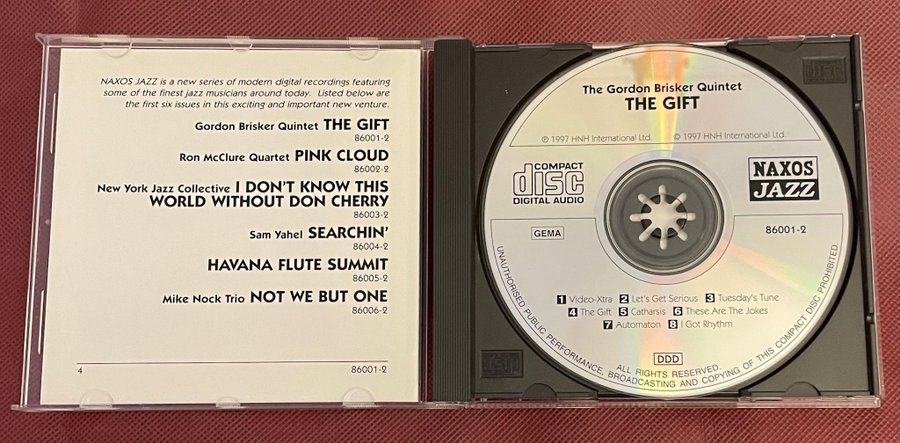 NAXOS JAZZ is a new series of modern digital recordings featuring
some of the finest jazz musicians around today. Listed below are
the first six issues in this exciting and important new venture.
Gordon Brisker Quintet THE GIFT
86001-2
Ron McClure Quartet PINK CLOUD
86002-2
New York Jazz Collective I DON'T KNOW THIS
WORLD WITHOUT DON CHERRY
86003-2
Sam Yahel SEARCHIN'
86004-2
HAVANA FLUTE SUMMIT
86005-2
Mike Nock Trio NOT WE BUT ONE
86006-2
4 86001-2
The Gordon Brisker Quintet
THE GIFT
℗ 1997 HNH International Ltd. © 1997 HNH International Ltd.
COMPACT
disc
DIGITAL AUDIO
NAXOS
JAZZ
GEMA
86001-2
1 Video-Xtra 2 Let's Get Serious 3 Tuesday's Tune
4 The Gift 5 Catharsis 6 These Are The Jokes
7 Automaton 8 I Got Rhythm
DDD
ALL RIGHTS RESERVED.
UNAUTHORISED PUBLIC PERFORMANCE, BROADCASTING AND COPYING OF THIS COMPACT DISC PROHIBITED.